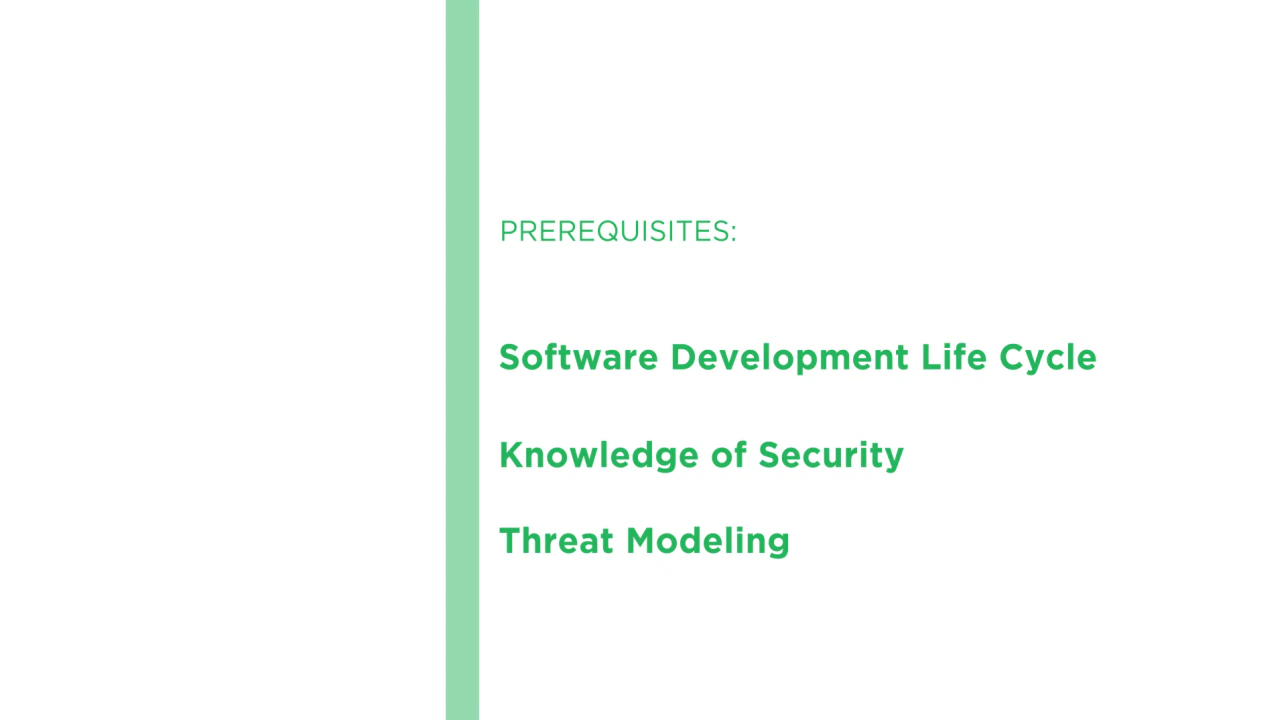 PREREQUISITES:
Software Development Life Cycle
Knowledge of Security
Threat Modeling